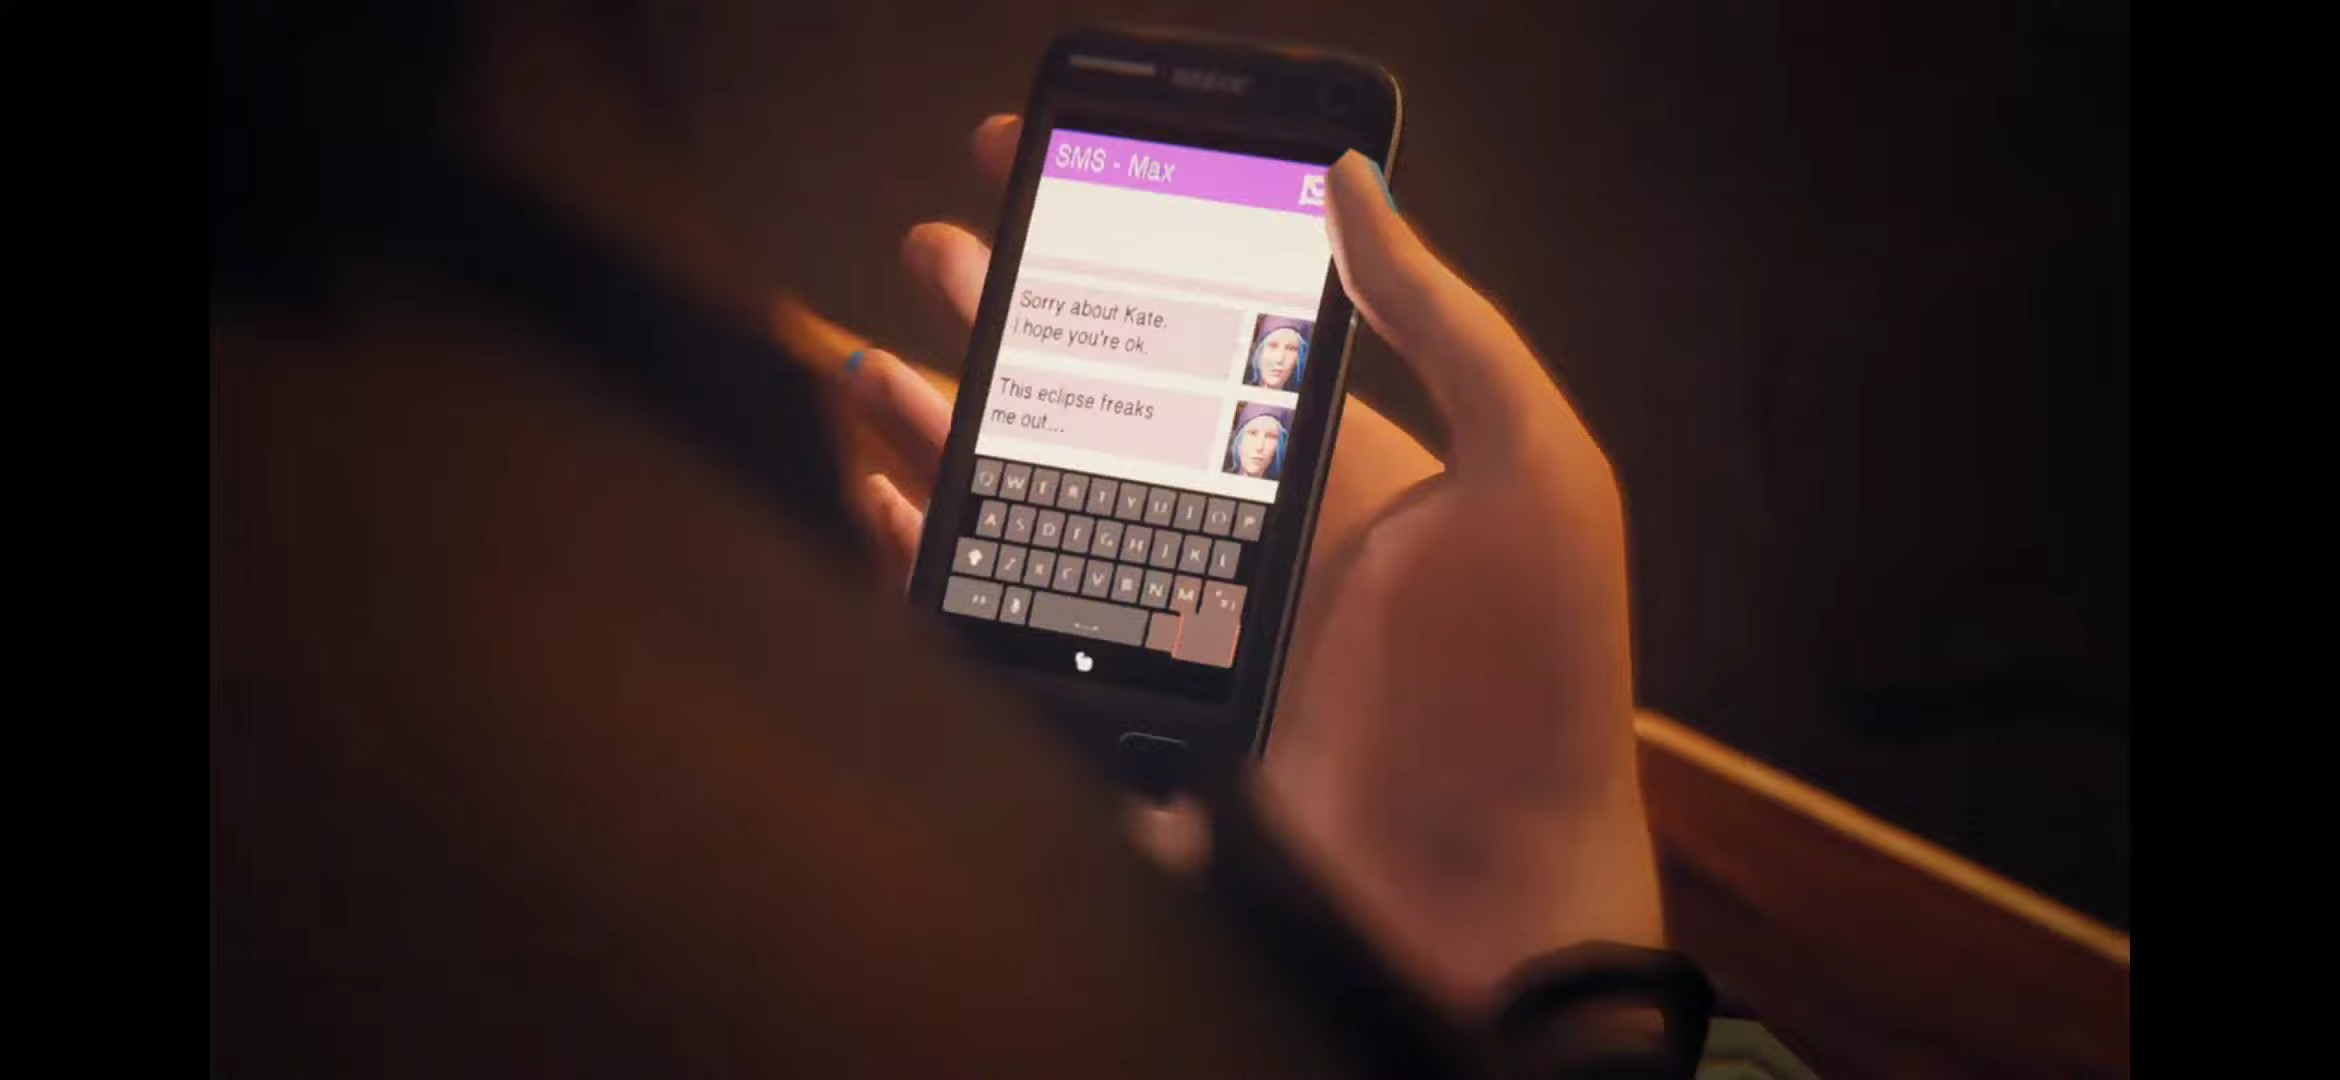 SMS - Max
Sorry about Kate.
I hope you're ok.
This eclipse freaks
me out...
Q W E R T Y U I O P
A S D F G H J K L
Z X C V B N M